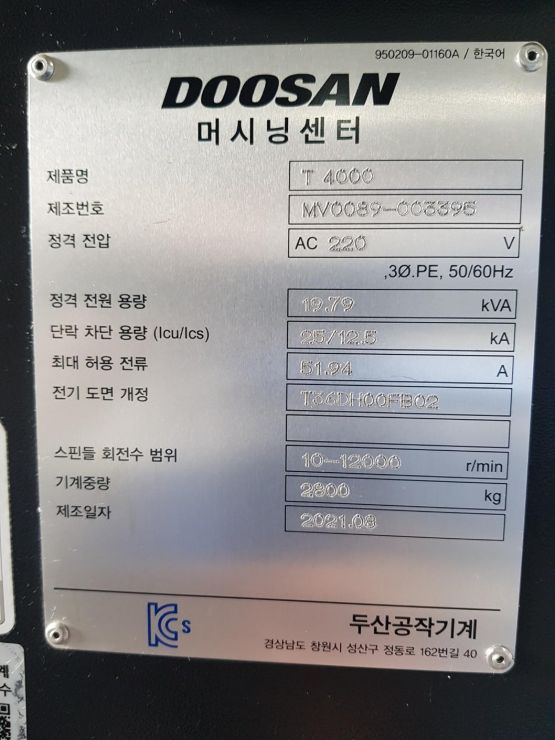 950209-01160A / 한국어
DOOSAN
머시닝센터
제품명 T 4000
제조번호 MV0089-003395
정격 전압 AC 220 V
,3Ø.PE, 50/60Hz
정격 전원 용량 19.79 kVA
단락 차단 용량 (Icu/Ics) 25/12.5 kA
최대 허용 전류 51.94 A
전기 도면 개정 T36DH00FB02
스핀들 회전수 범위 10-12000 r/min
기계중량 2800 kg
제조일자 2021.08
KCs 두산공작기계
경상남도 창원시 성산구 정동로 162번길 40
계
수